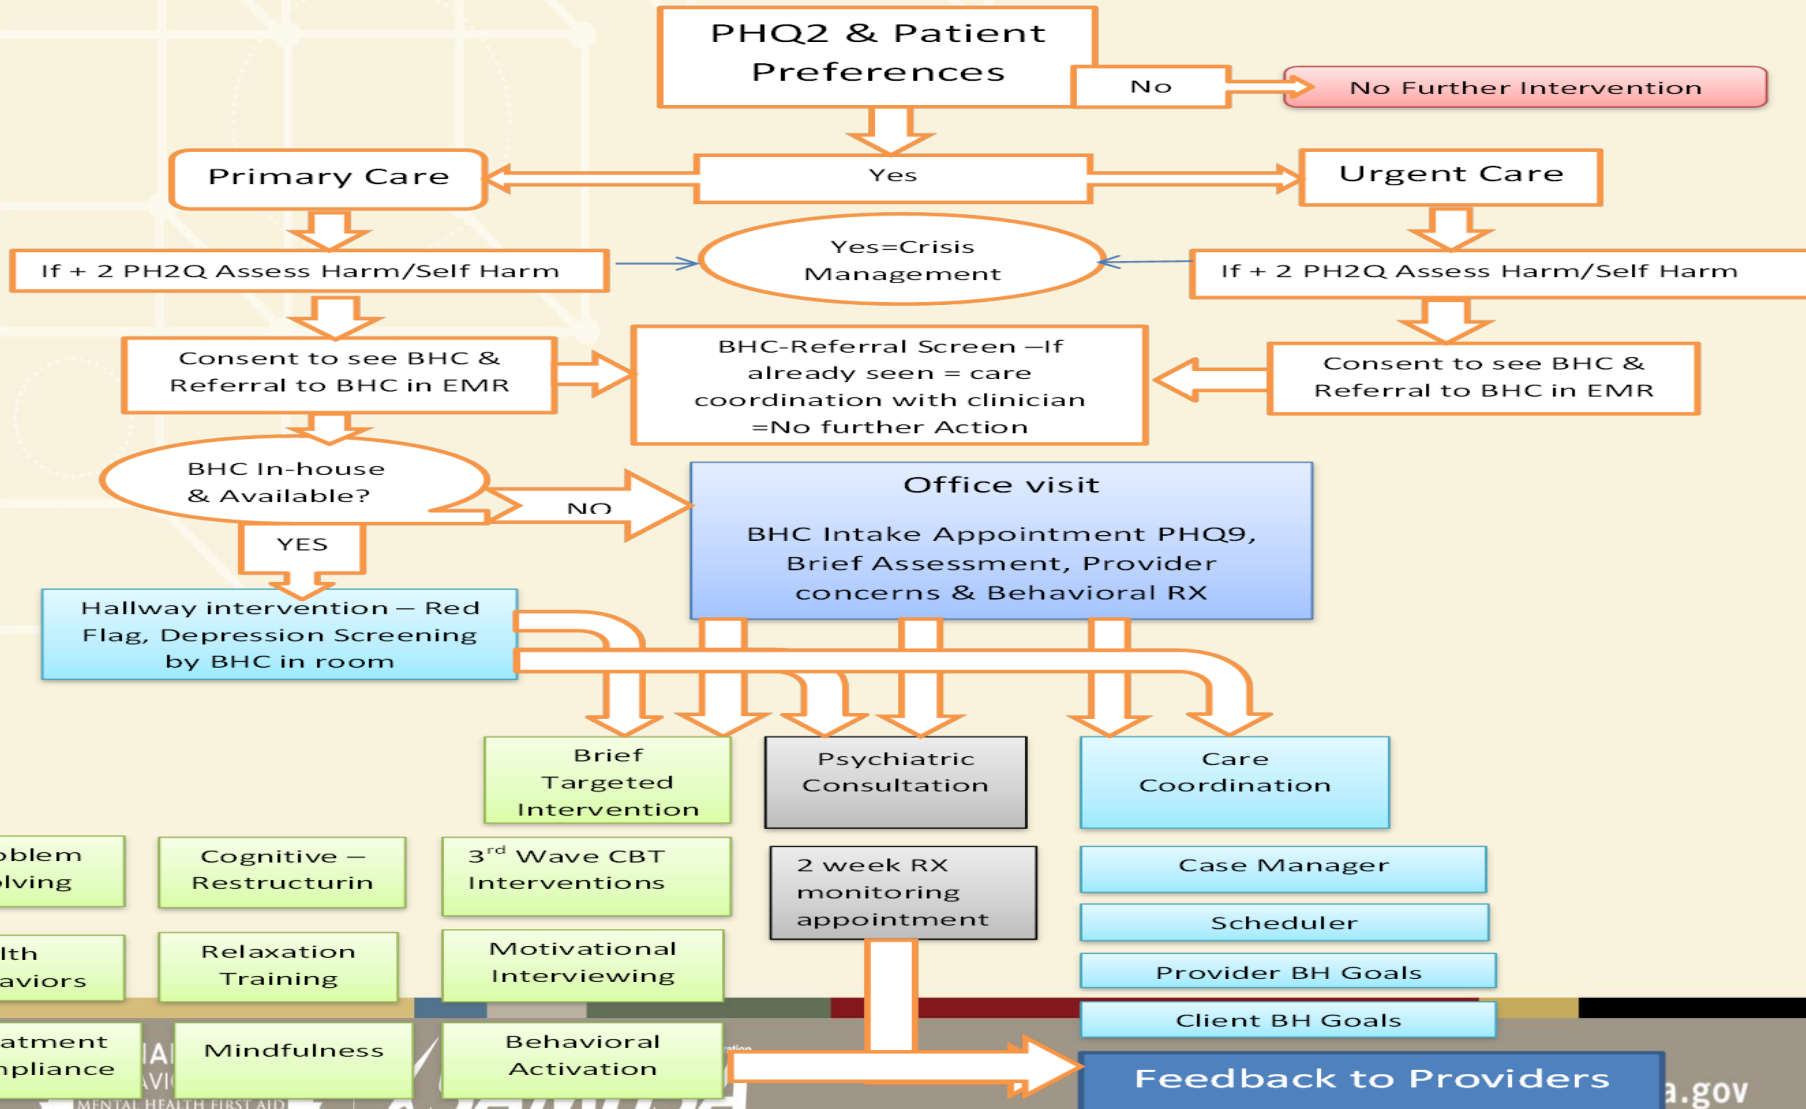 PHQ2 & Patient
Preferences
No
No Further Intervention
Primary Care
Yes
Urgent Care
If + 2 PH2Q Assess Harm/Self Harm
Yes=Crisis
Management
If + 2 PH2Q Assess Harm/Self Harm
Consent to see BHC &
Referral to BHC in EMR
BHC-Referral Screen –If
already seen = care
coordination with clinician
=No further Action
Consent to see BHC &
Referral to BHC in EMR
BHC In-house
& Available?
NO
YES
Office visit
BHC Intake Appointment PHQ9,
Brief Assessment, Provider
concerns & Behavioral RX
Hallway intervention – Red
Flag, Depression Screening
by BHC in room
Brief
Targeted
Intervention
Psychiatric
Consultation
Care
Coordination
oblem
lving
Cognitive –
Restructurin
3rd Wave CBT
Interventions
2 week RX
monitoring
appointment
Case Manager
Scheduler
Provider BH Goals
Client BH Goals
lth
aviors
Relaxation
Training
Motivational
Interviewing
atment
mpliance
Mindfulness
Behavioral
Activation
Feedback to Providers
MENTAL HEALTH FIRST AID
a.gov